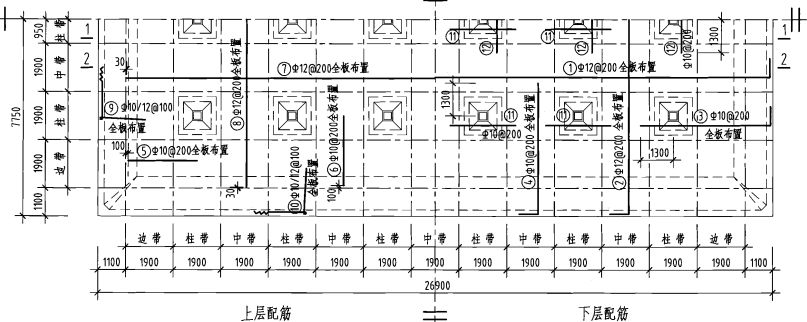 950
柱带
1
1
2
2
1900
中带
7750
1900
柱带
1900
边带
1100
30
⑦Φ12@200全板布置
①Φ12@200全板布置
⑧Φ12@200全板布置
⑨Φ10/12@100
全板布置
100
⑤Φ10@200全板布置
⑥Φ10@200全板布置
⑩Φ10/12@100
全板布置
30
100
⑪
⑫
⑪
⑫
⑫
Φ10@200
1300
1300
⑪
Φ10@200
⑪
③Φ10@200
全板布置
1300
④Φ10@200全板布置
②Φ12@200全板布置
边带 柱带 中带 柱带 中带 柱带 中带 柱带 中带 柱带 中带 柱带 边带
1100 1900 1900 1900 1900 1900 1900 1900 1900 1900 1900 1900 1900 1900 1100
26900
上层配筋 下层配筋